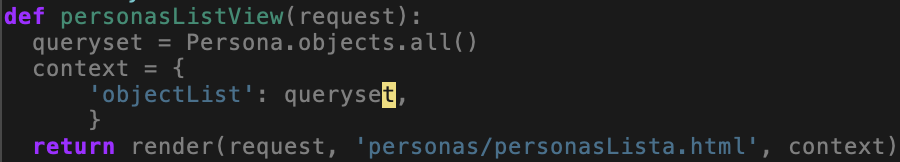 def personasListView(request):
queryset = Persona.objects.all()
context = {
'objectList': queryset,
}
return render(request, 'personas/personasLista.html', context)